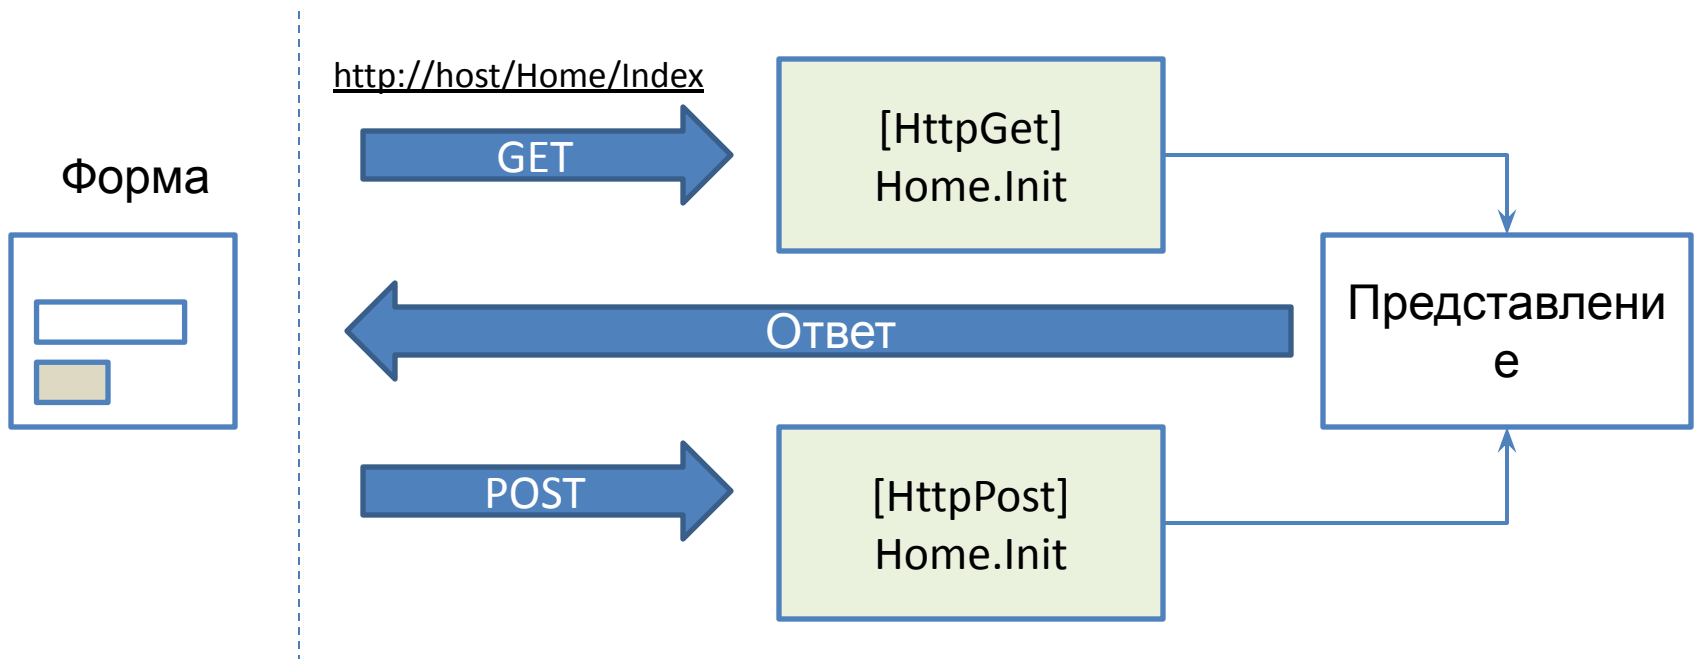 http://host/Home/Index
GET
[HttpGet]
Home.Init
Форма
Представлени
е
Ответ
POST
[HttpPost]
Home.Init